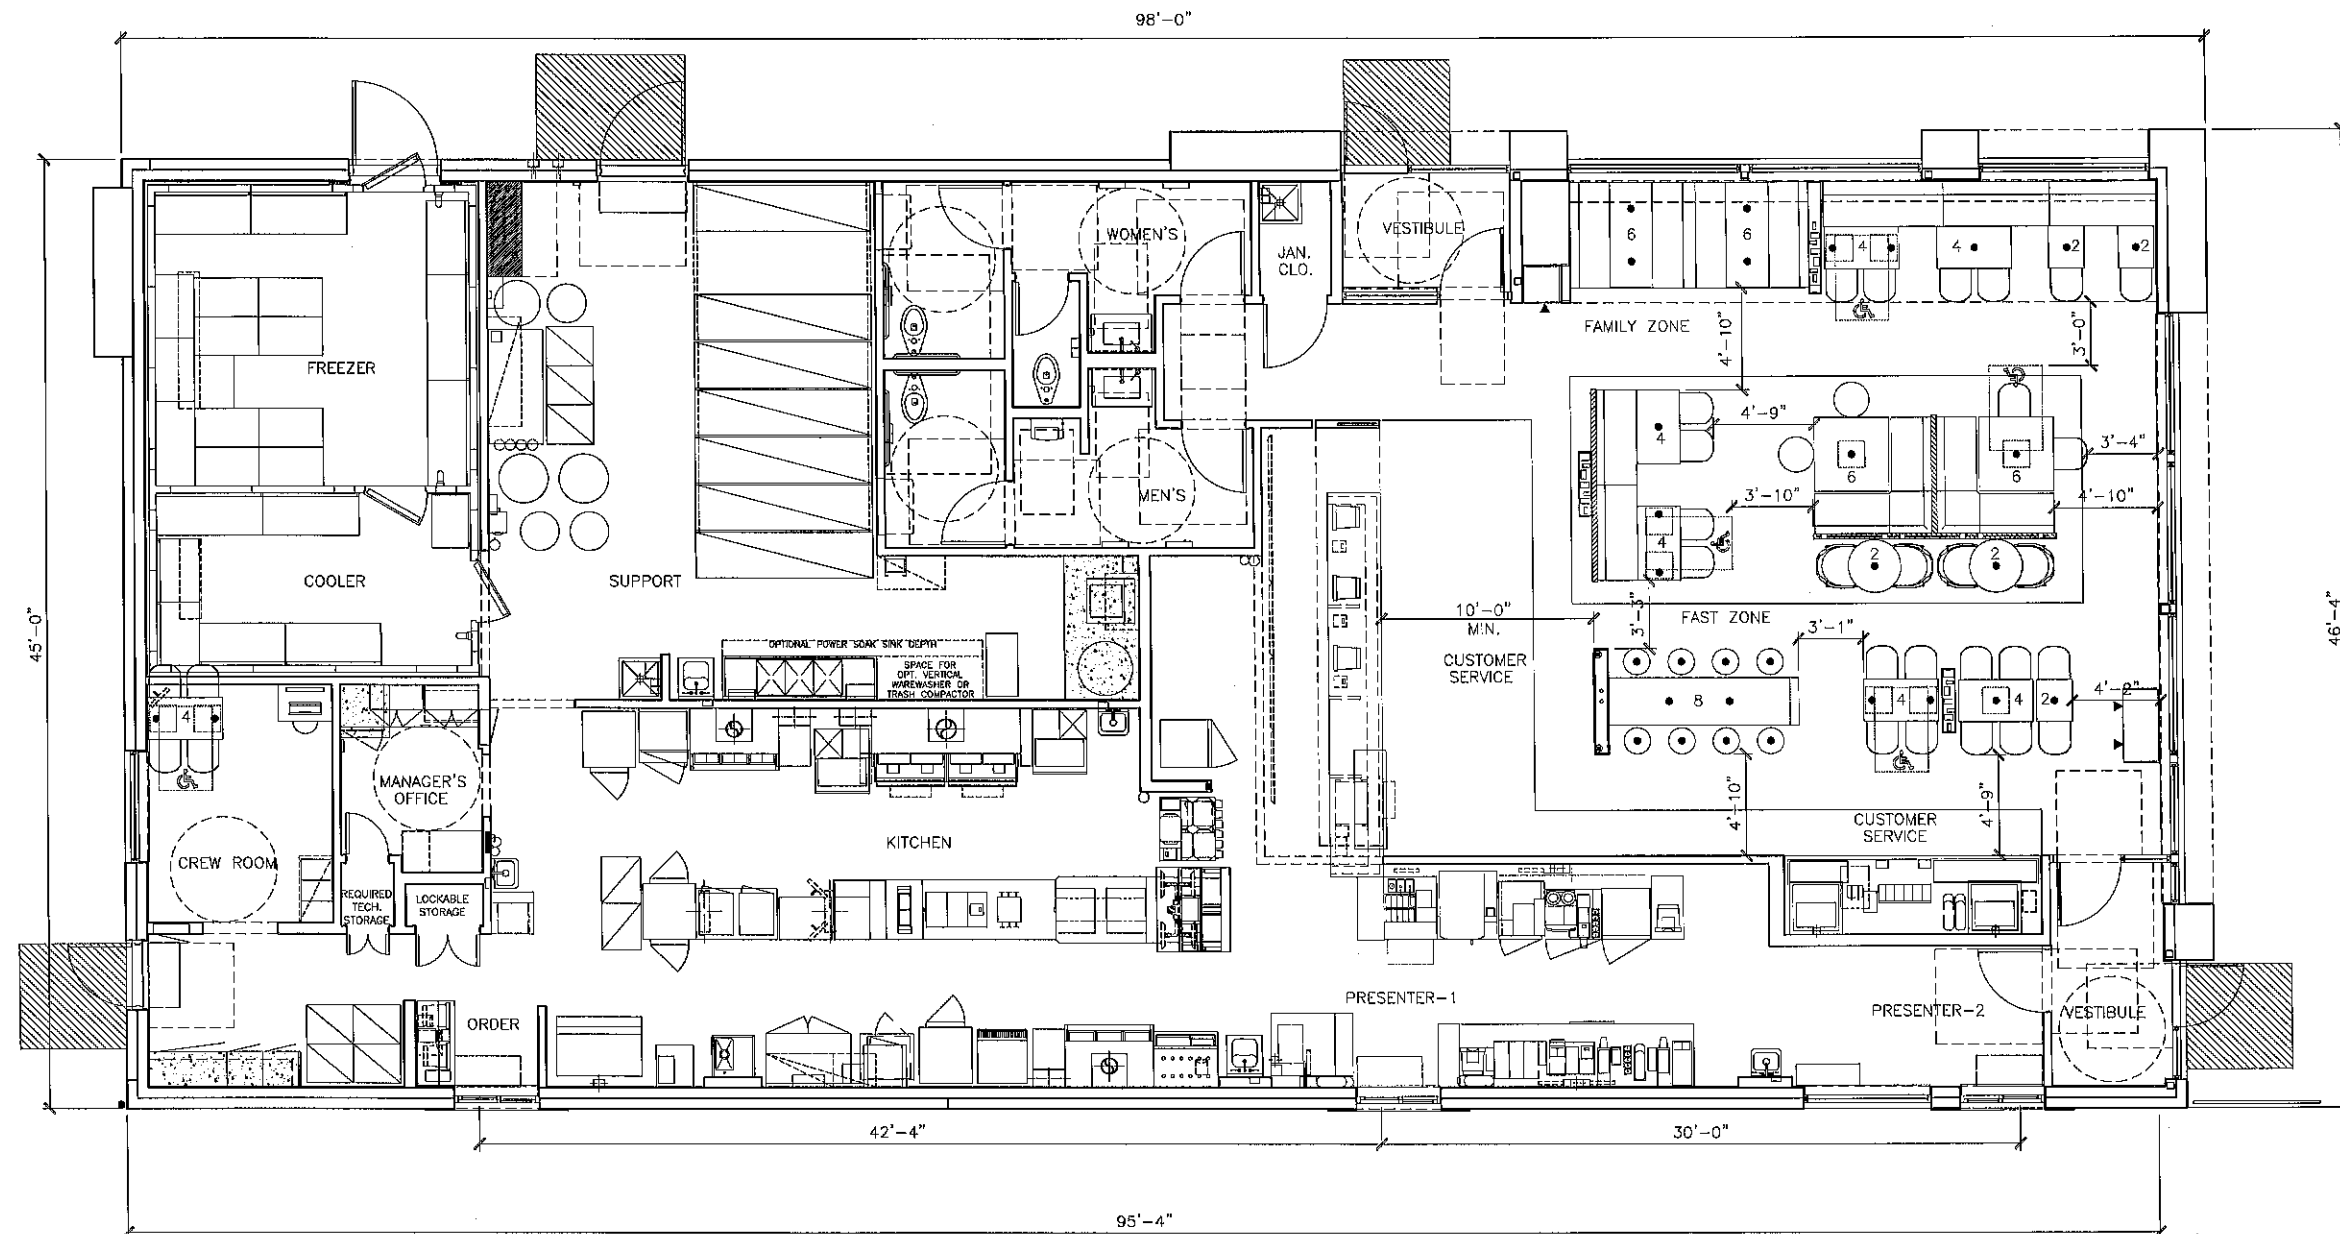 98'-0"
WOMEN'S
JAN.
CLO.
VESTIBULE
6
6
4
4
2
2
FAMILY ZONE
4'-10"
3'-0"
FREEZER
4'-9"
4
3'-4"
6
6
MEN'S
3'-10"
4'-10"
4
2
2
COOLER
SUPPORT
45'-0"
46'-4"
10'-0"
MIN.
3'-3"
FAST ZONE
3'-1"
OPTIONAL POWER SOAK SINK DEPTH
SPACE FOR
OPT. VERTICAL
WAREWASHER OR
TRASH COMPACTOR
CUSTOMER
SERVICE
4
8
4
4
2
4'-2"
MANAGER'S
OFFICE
4'-10"
4'-9"
KITCHEN
CUSTOMER
SERVICE
CREW ROOM
REQUIRED
TECH.
STORAGE
LOCKABLE
STORAGE
PRESENTER-1
PRESENTER-2
VESTIBULE
ORDER
42'-4"
30'-0"
95'-4"